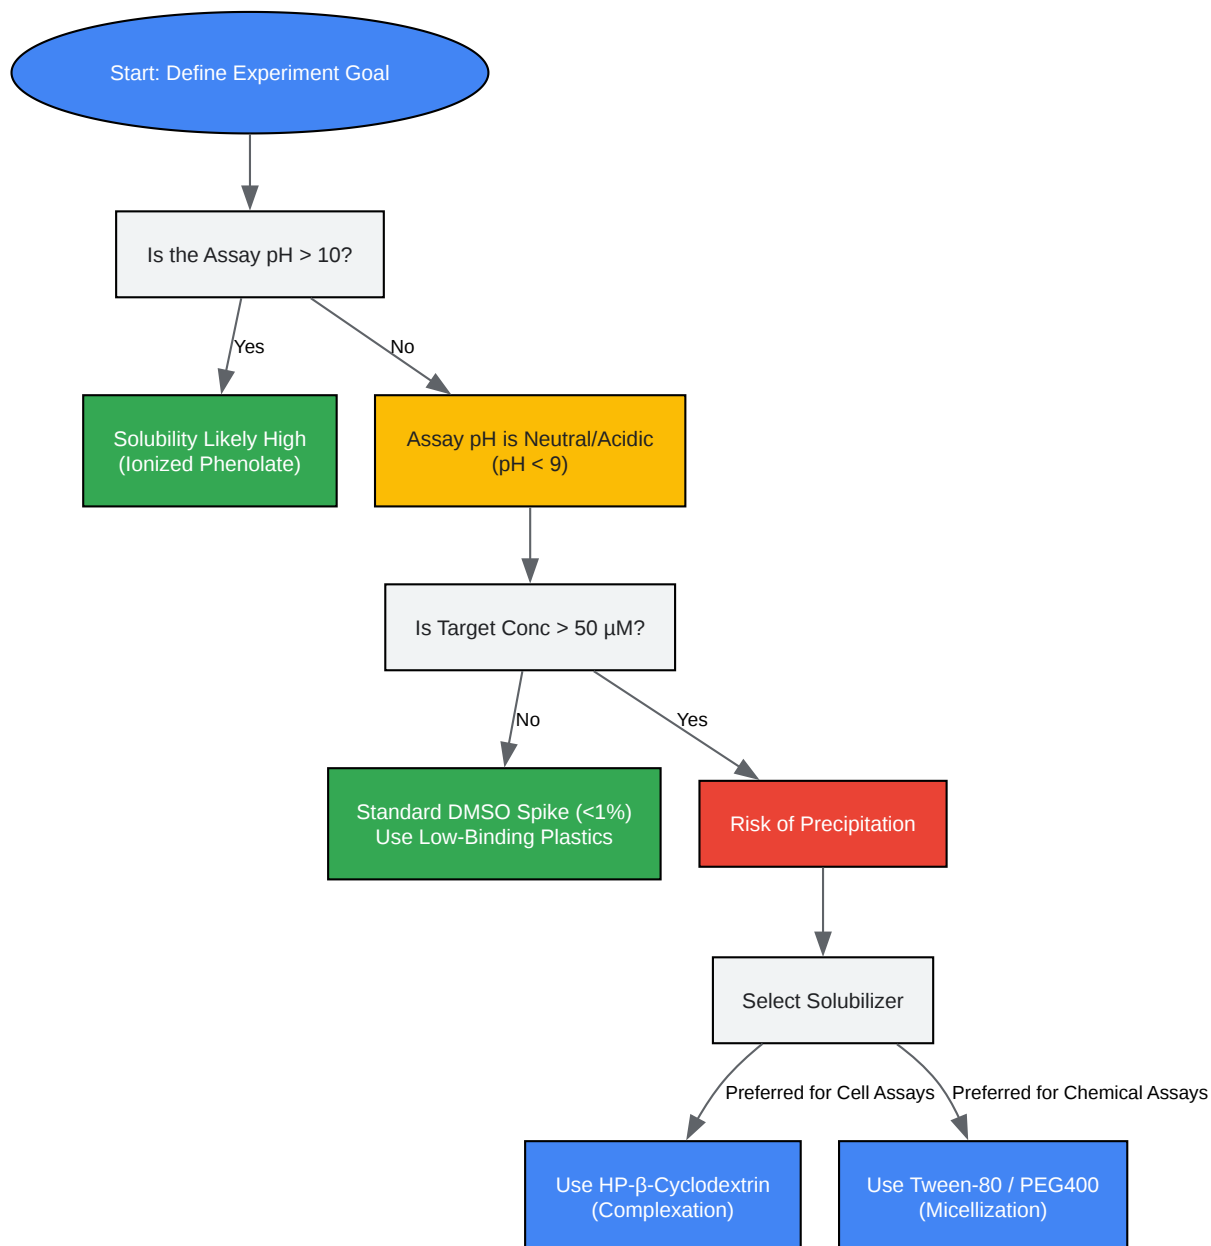 Start: Define Experiment Goal
Is the Assay pH > 10?
Yes
No
Solubility Likely High
(Ionized Phenolate)
Assay pH is Neutral/Acidic
(pH < 9)
Is Target Conc > 50 µM?
No
Yes
Standard DMSO Spike (<1%)
Use Low-Binding Plastics
Risk of Precipitation
Select Solubilizer
Preferred for Cell Assays
Preferred for Chemical Assays
Use HP-β-Cyclodextrin
(Complexation)
Use Tween-80 / PEG400
(Micellization)